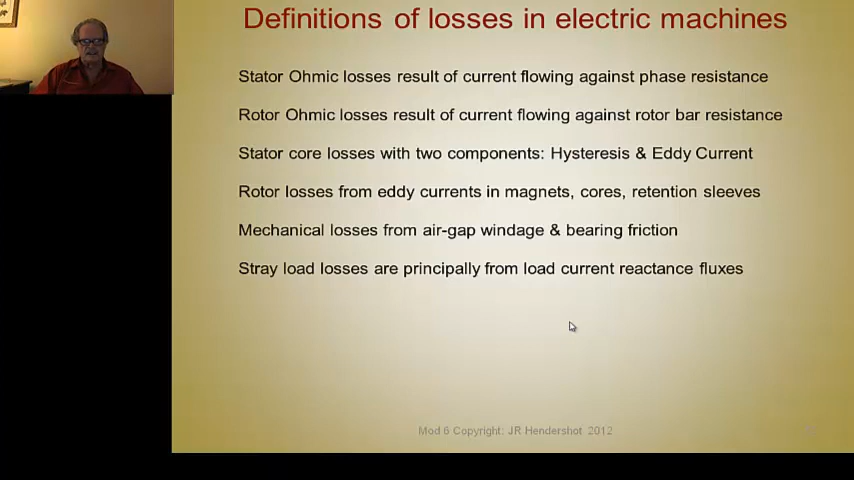 Definitions of losses in electric machines
Stator Ohmic losses result of current flowing against phase resistance
Rotor Ohmic losses result of current flowing against rotor bar resistance
Stator core losses with two components: Hysteresis & Eddy Current
Rotor losses from eddy currents in magnets, cores, retention sleeves
Mechanical losses from air-gap windage & bearing friction
Stray load losses are principally from load current reactance fluxes
Mod 6 Copyright: JR Hendershot 2012